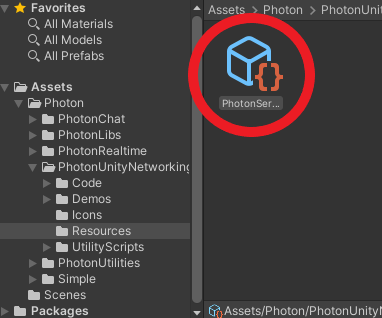 Favorites
All Materials
All Models
All Prefabs
Assets
Photon
PhotonChat
PhotonLibs
PhotonRealtime
PhotonUnityNetworking
Code
Demos
Icons
Resources
UtilityScripts
PhotonUtilities
Simple
Scenes
Packages
Assets > Photon > PhotonUnit
PhotonSer...
Assets/Photon/PhotonUnityN